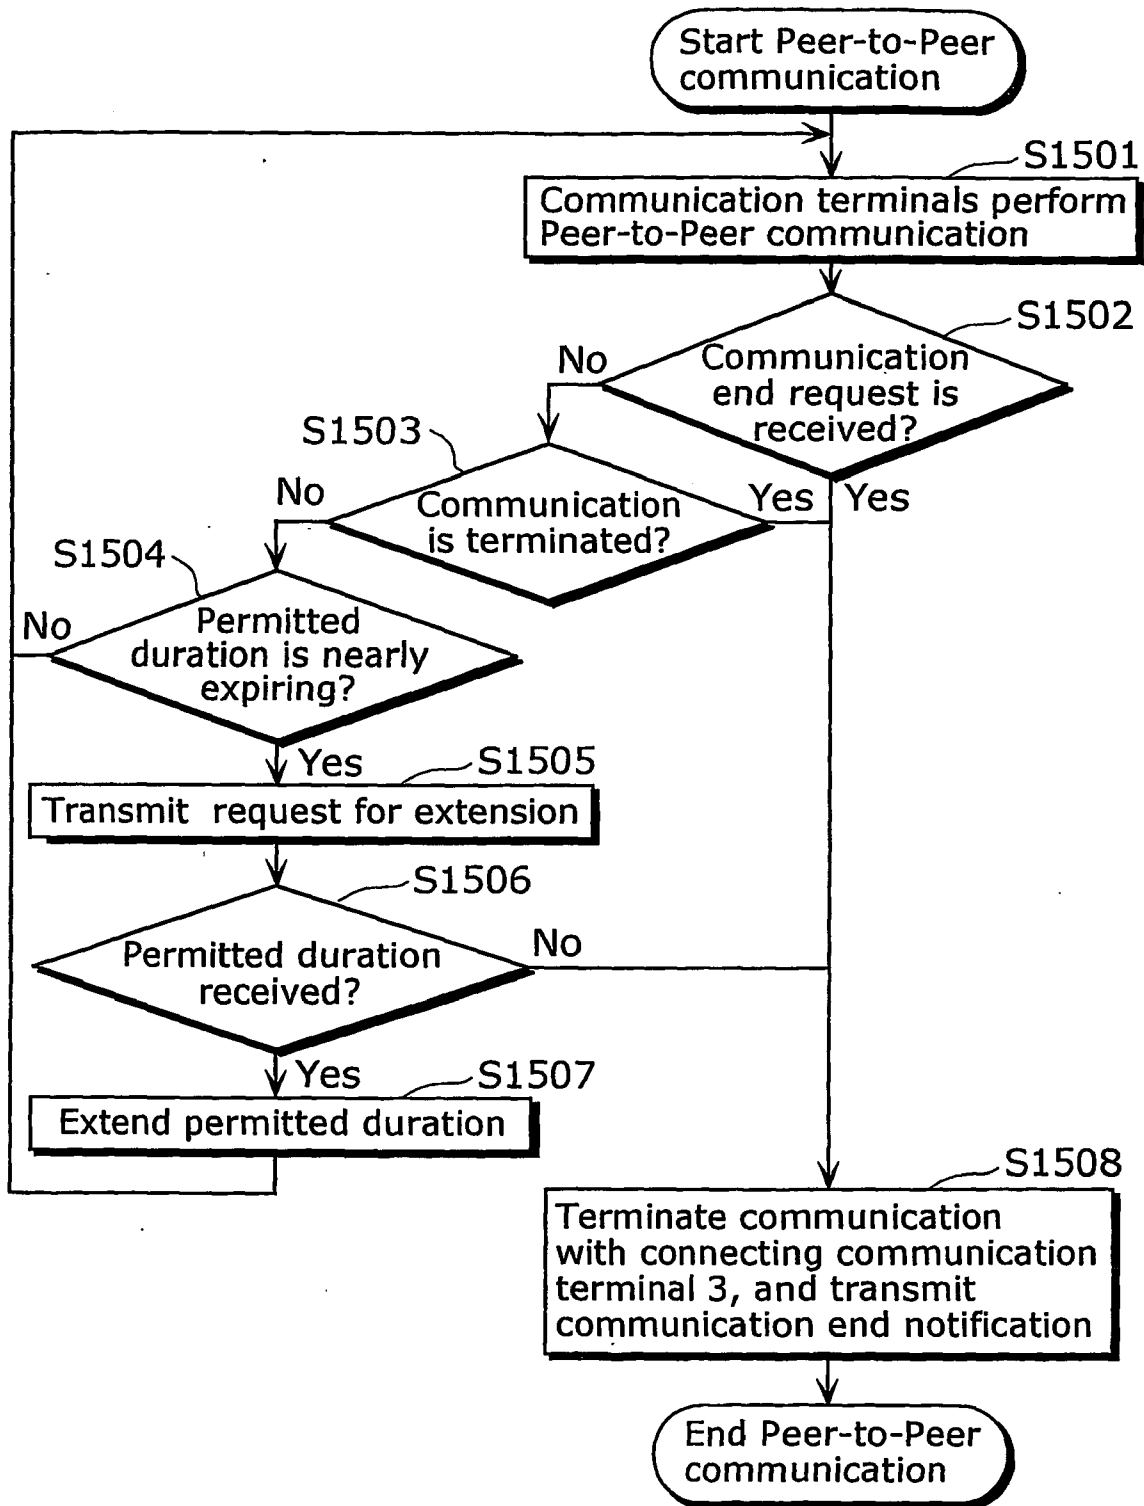 Start Peer-to-Peer
communication
S1501
Communication terminals perform
Peer-to-Peer communication
S1502
Communication
end request is
received?
No
Yes
S1503
Communication
is terminated?
No
Yes
S1504
Permitted
duration is nearly
expiring?
No
Yes
S1505
Transmit request for extension
S1506
Permitted duration
received?
No
Yes
S1507
Extend permitted duration
S1508
Terminate communication
with connecting communication
terminal 3, and transmit
communication end notification
End Peer-to-Peer
communication